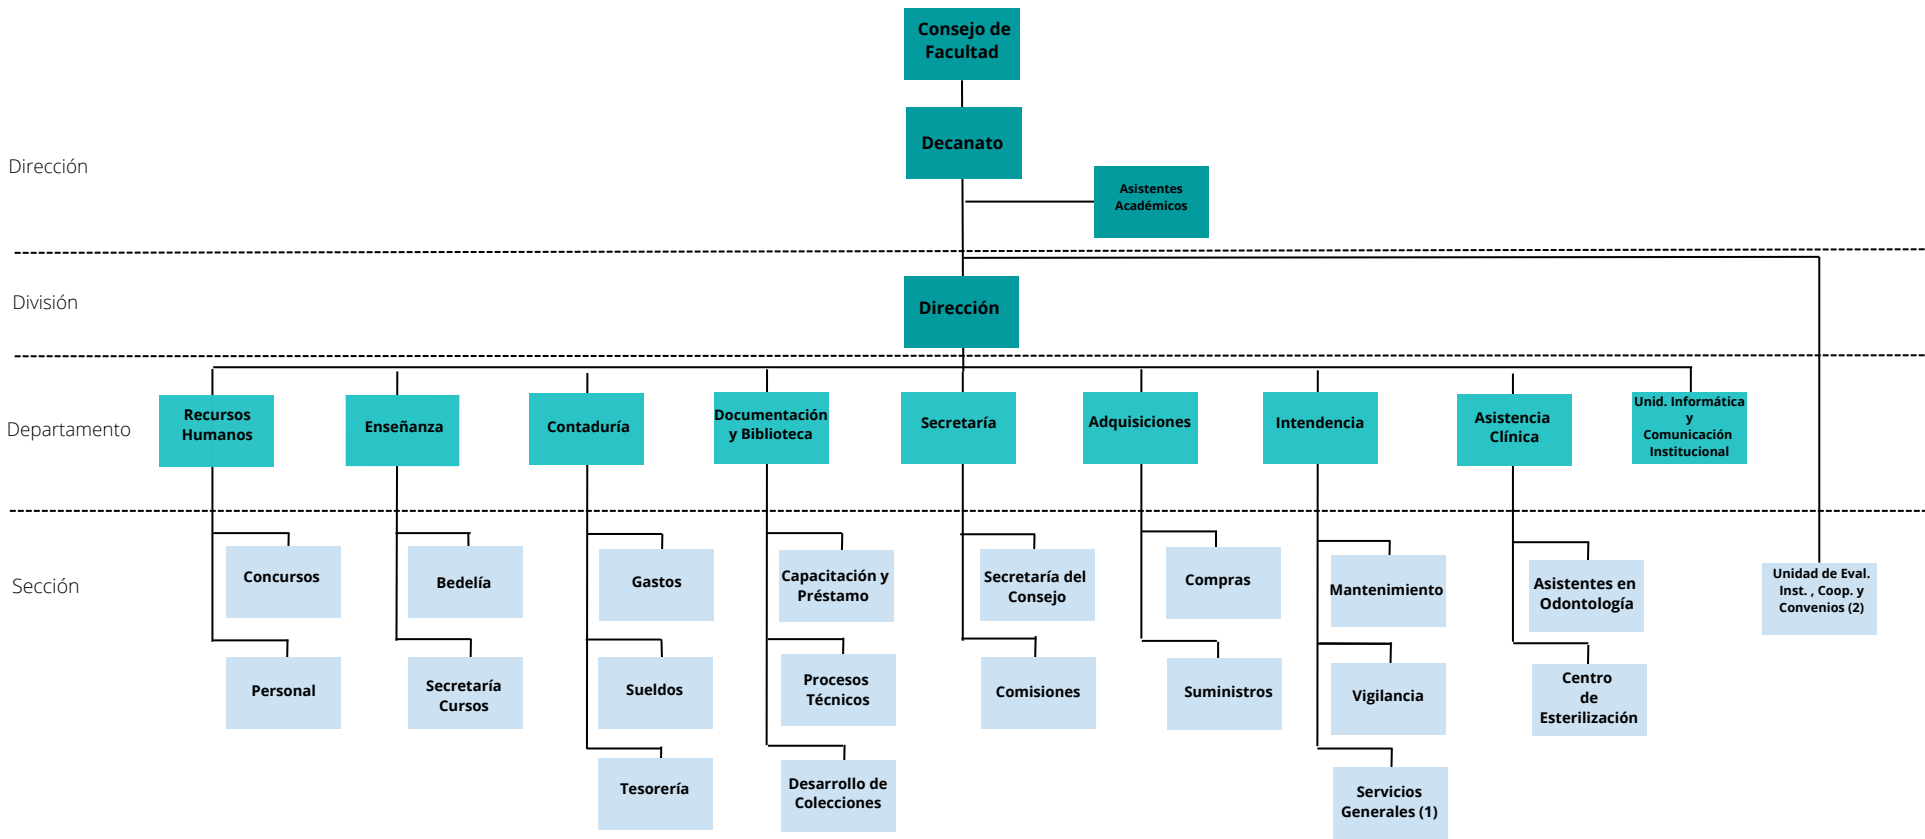 Consejo de
Facultad
Decanato
Dirección
Asistentes
Académicos
División
Dirección
Departamento
Recursos
Humanos
Enseñanza
Contaduría
Documentación
y Biblioteca
Secretaría
Adquisiciones
Intendencia
Asistencia
Clínica
Unid. Informática
y
Comunicación
Institucional
Sección
Concursos
Bedelía
Gastos
Capacitación y
Préstamo
Secretaría del
Consejo
Compras
Mantenimiento
Asistentes en
Odontología
Unidad de Eval.
Inst. , Coop. y
Convenios (2)
Personal
Secretaría
Cursos
Sueldos
Procesos
Técnicos
Comisiones
Suministros
Vigilancia
Centro
de
Esterilización
Tesorería
Desarrollo de
Colecciones
Servicios
Generales (1)